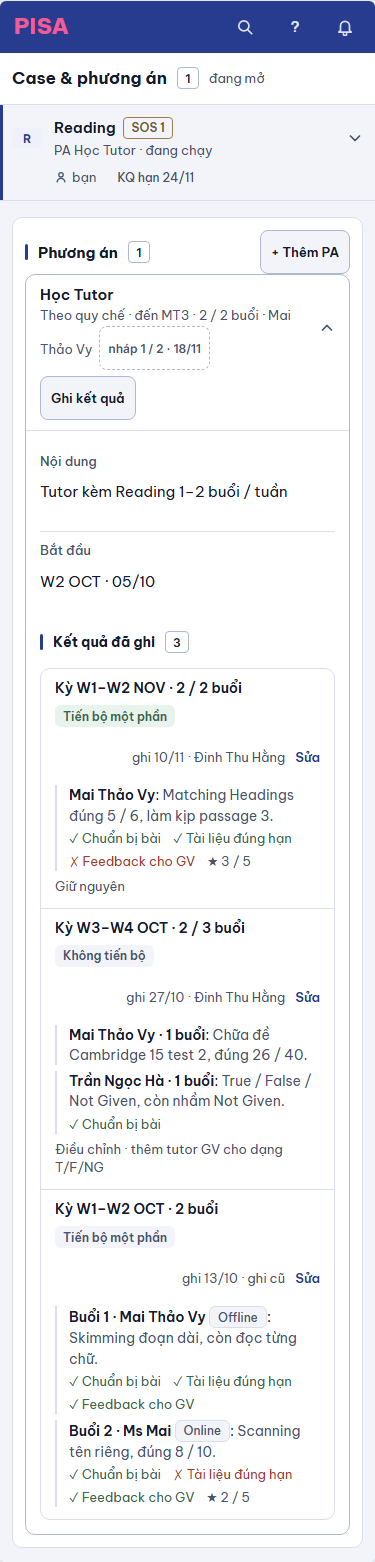 PISA
?
Case & phương án 1 đang mở
R
Reading SOS 1
PA Học Tutor · đang chạy
bạn KQ hạn 24/11
Phương án 1
+ Thêm PA
Học Tutor
Theo quy chế · đến MT3 · 2 / 2 buổi · Mai
Thảo Vy nháp 1 / 2 · 18/11
Ghi kết quả
Nội dung
Tutor kèm Reading 1–2 buổi / tuần
Bắt đầu
W2 OCT · 05/10
Kết quả đã ghi 3
Kỳ W1–W2 NOV · 2 / 2 buổi
Tiến bộ một phần
ghi 10/11 · Đinh Thu Hằng Sửa
Mai Thảo Vy: Matching Headings
đúng 5 / 6, làm kịp passage 3.
✓ Chuẩn bị bài ✓ Tài liệu đúng hạn
✗ Feedback cho GV ★ 3 / 5
Giữ nguyên
Kỳ W3–W4 OCT · 2 / 3 buổi
Không tiến bộ
ghi 27/10 · Đinh Thu Hằng Sửa
Mai Thảo Vy · 1 buổi: Chữa đề
Cambridge 15 test 2, đúng 26 / 40.
Trần Ngọc Hà · 1 buổi: True / False /
Not Given, còn nhầm Not Given.
✓ Chuẩn bị bài
Điều chỉnh · thêm tutor GV cho dạng
T/F/NG
Kỳ W1–W2 OCT · 2 buổi
Tiến bộ một phần
ghi 13/10 · ghi cũ Sửa
Buổi 1 · Mai Thảo Vy Offline :
Skimming đoạn dài, còn đọc từng
chữ.
✓ Chuẩn bị bài ✓ Tài liệu đúng hạn
✓ Feedback cho GV
Buổi 2 · Ms Mai Online : Scanning
tên riêng, đúng 8 / 10.
✓ Chuẩn bị bài ✗ Tài liệu đúng hạn
✓ Feedback cho GV ★ 2 / 5